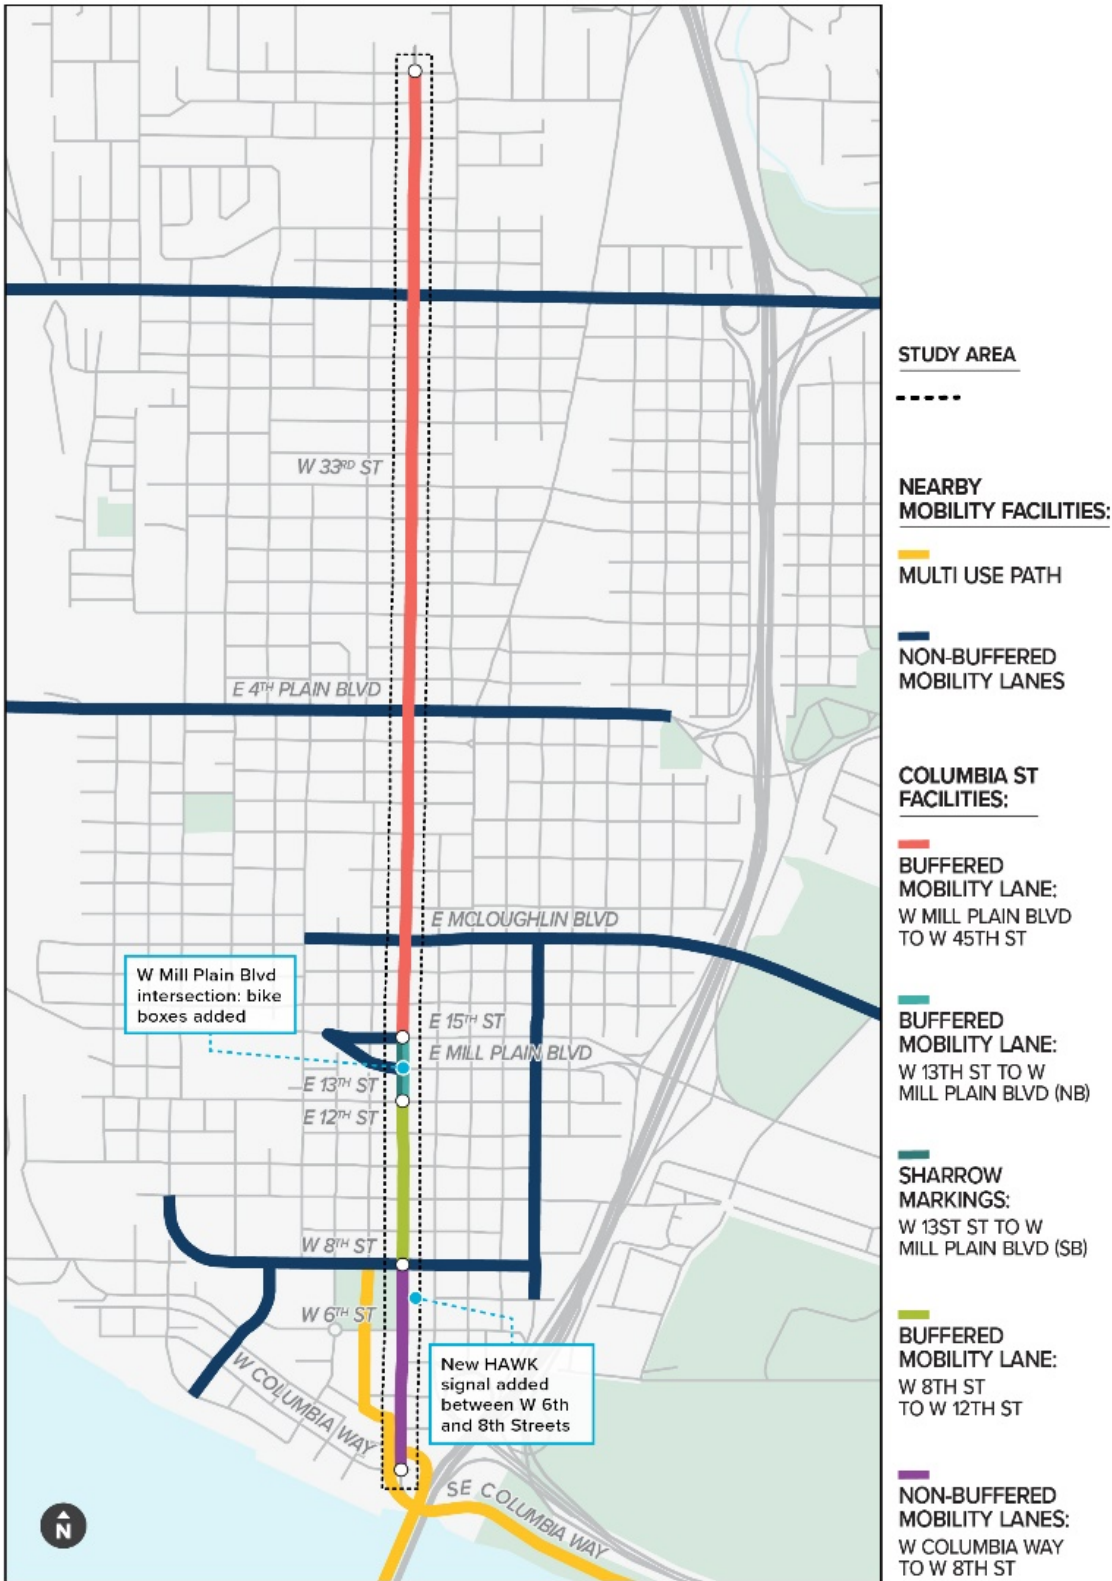 W 33RD ST
E 4TH PLAIN BLVD
E MCLOUGHLIN BLVD
W Mill Plain Blvd
intersection: bike
boxes added
E 15TH ST
E MILL PLAIN BLVD
E 13TH ST
E 12TH ST
W 8TH ST
W 6TH ST
New HAWK
signal added
between W 6th
and 8th Streets
W COLUMBIA WAY
SE COLUMBIA WAY
N
STUDY AREA
NEARBY
MOBILITY FACILITIES:
MULTI USE PATH
NON-BUFFERED
MOBILITY LANES
COLUMBIA ST
FACILITIES:
BUFFERED
MOBILITY LANE:
W MILL PLAIN BLVD
TO W 45TH ST
BUFFERED
MOBILITY LANE:
W 13TH ST TO W
MILL PLAIN BLVD (NB)
SHARROW
MARKINGS:
W 13ST ST TO W
MILL PLAIN BLVD (SB)
BUFFERED
MOBILITY LANE:
W 8TH ST
TO W 12TH ST
NON-BUFFERED
MOBILITY LANES:
W COLUMBIA WAY
TO W 8TH ST